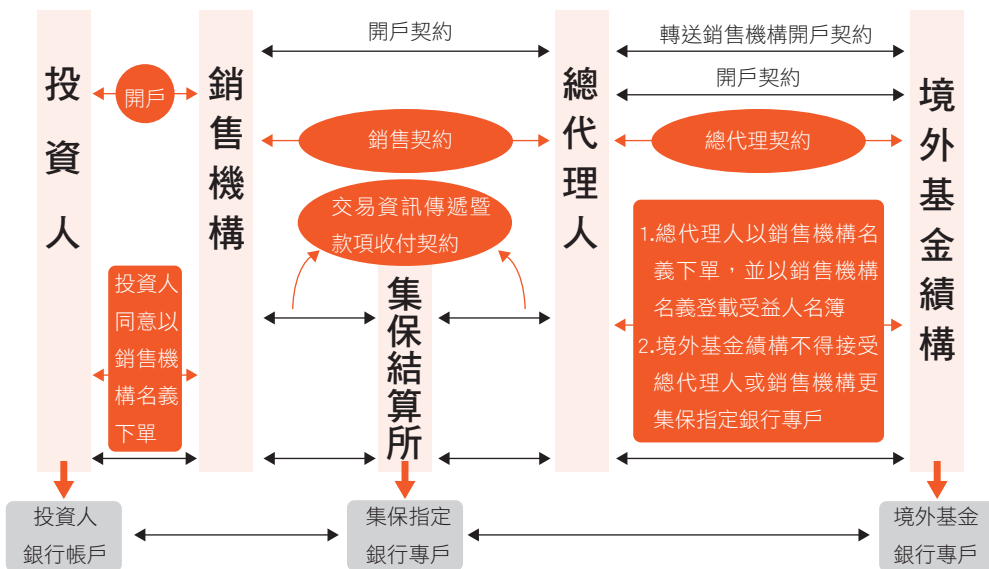 開戶契約
轉送銷售機構開戶契約
開戶契約
投資人
開戶
銷售機構
總代理人
境外基金績構
銷售契約
總代理契約
交易資訊傳遞暨
款項收付契約
集保結算所
投資人
同意以
銷售機
構名義
下單
1.總代理人以銷售機構名
義下單，並以銷售機構
名義登載受益人名簿
2.境外基金績構不得接受
總代理人或銷售機構更
集保指定銀行專戶
投資人
銀行帳戶
集保指定
銀行專戶
境外基金
銀行專戶